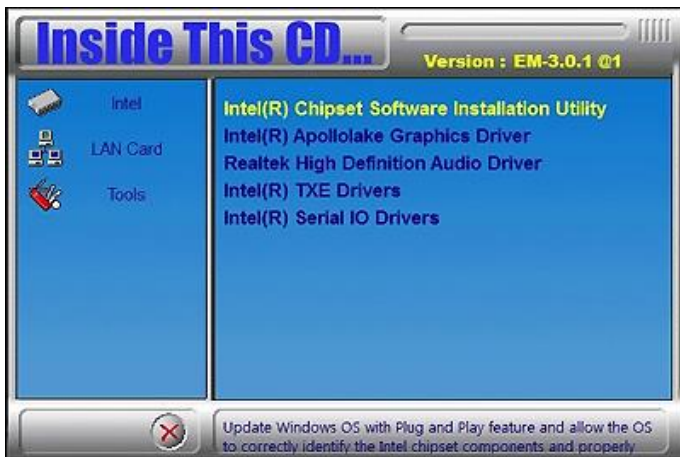 Inside This CD...
Version : EM-3.0.1 @1
Intel
LAN Card
Tools
Intel(R) Chipset Software Installation Utility
Intel(R) Apollolake Graphics Driver
Realtek High Definition Audio Driver
Intel(R) TXE Drivers
Intel(R) Serial IO Drivers
Update Windows OS with Plug and Play feature and allow the OS
to correctly identify the Intel chipset components and properly